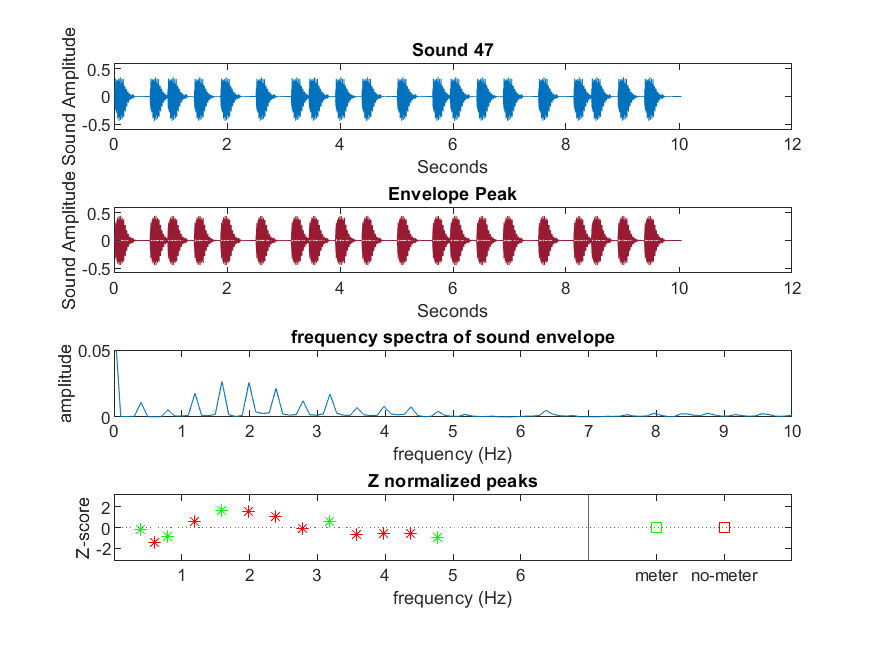 Sound 47
Sound Amplitude
0.5
0
-0.5
0 2 4 6 8 10 12
Seconds
Envelope Peak
Sound Amplitude
0.5
0
-0.5
0 2 4 6 8 10 12
Seconds
frequency spectra of sound envelope
amplitude
0.05
0
0 1 2 3 4 5 6 7 8 9 10
frequency (Hz)
Z normalized peaks
Z-score
2
0
-2
1 2 3 4 5 6 meter no-meter
frequency (Hz)